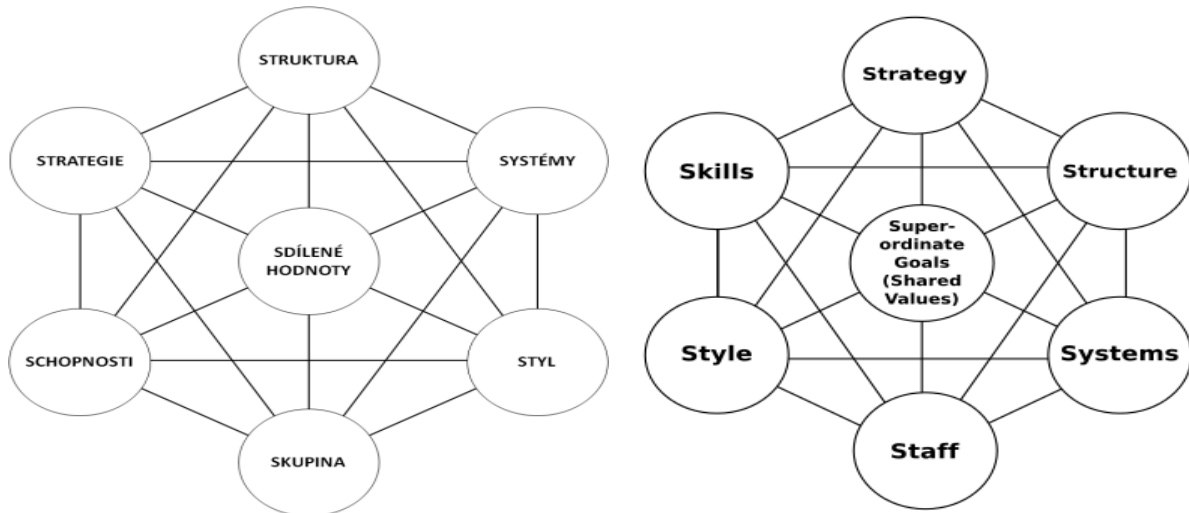 STRUKTURA
STRATEGIE
SYSTÉMY
SDÍLENÉ
HODNOTY
SCHOPNOSTI
STYL
SKUPINA
Strategy
Skills
Structure
Super-
ordinate
Goals
(Shared
Values)
Style
Systems
Staff